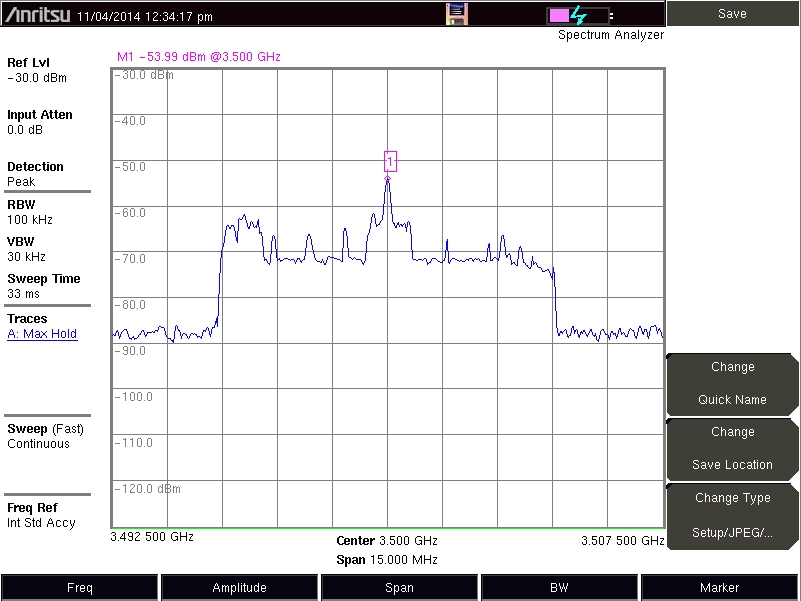 Anritsu 11/04/2014 12:34:17 pm
Save
Spectrum Analyzer
M1 -53.99 dBm @3.500 GHz
Ref Lvl
-30.0 dBm
Input Atten
0.0 dB
Detection
Peak
RBW
100 kHz
VBW
30 kHz
Sweep Time
33 ms
Traces
A: Max Hold
Sweep (Fast)
Continuous
Freq Ref
Int Std Accy
-30.0 dBm
-40.0
-50.0
1
-60.0
-70.0
-80.0
-90.0
-100.0
-110.0
-120.0 dBm
3.492 500 GHz
Center 3.500 GHz
3.507 500 GHz
Span 15.000 MHz
Change
Quick Name
Change
Save Location
Change Type
Setup/JPEG/...
Freq
Amplitude
Span
BW
Marker